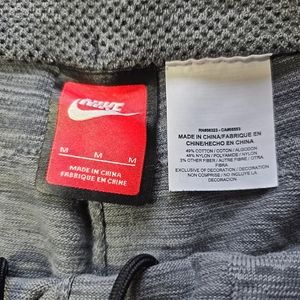 NIKE
M M M
MADE IN CHINA
FABRIQUE EN CHINE
MADE IN CHINA/FABRIQUE EN
CHINE/HECHO EN CHINA
49% COTTON / COTON / ALGODON
48% NYLON / POLYAMIDE / NYLON
3% OTHER FIBER / AUTRE FIBRE / OTRA
FIBRA
EXCLUSIVE OF DECORATION / DECORATION
NON COMPRISE / NO INCLUYE LA
DECORACION